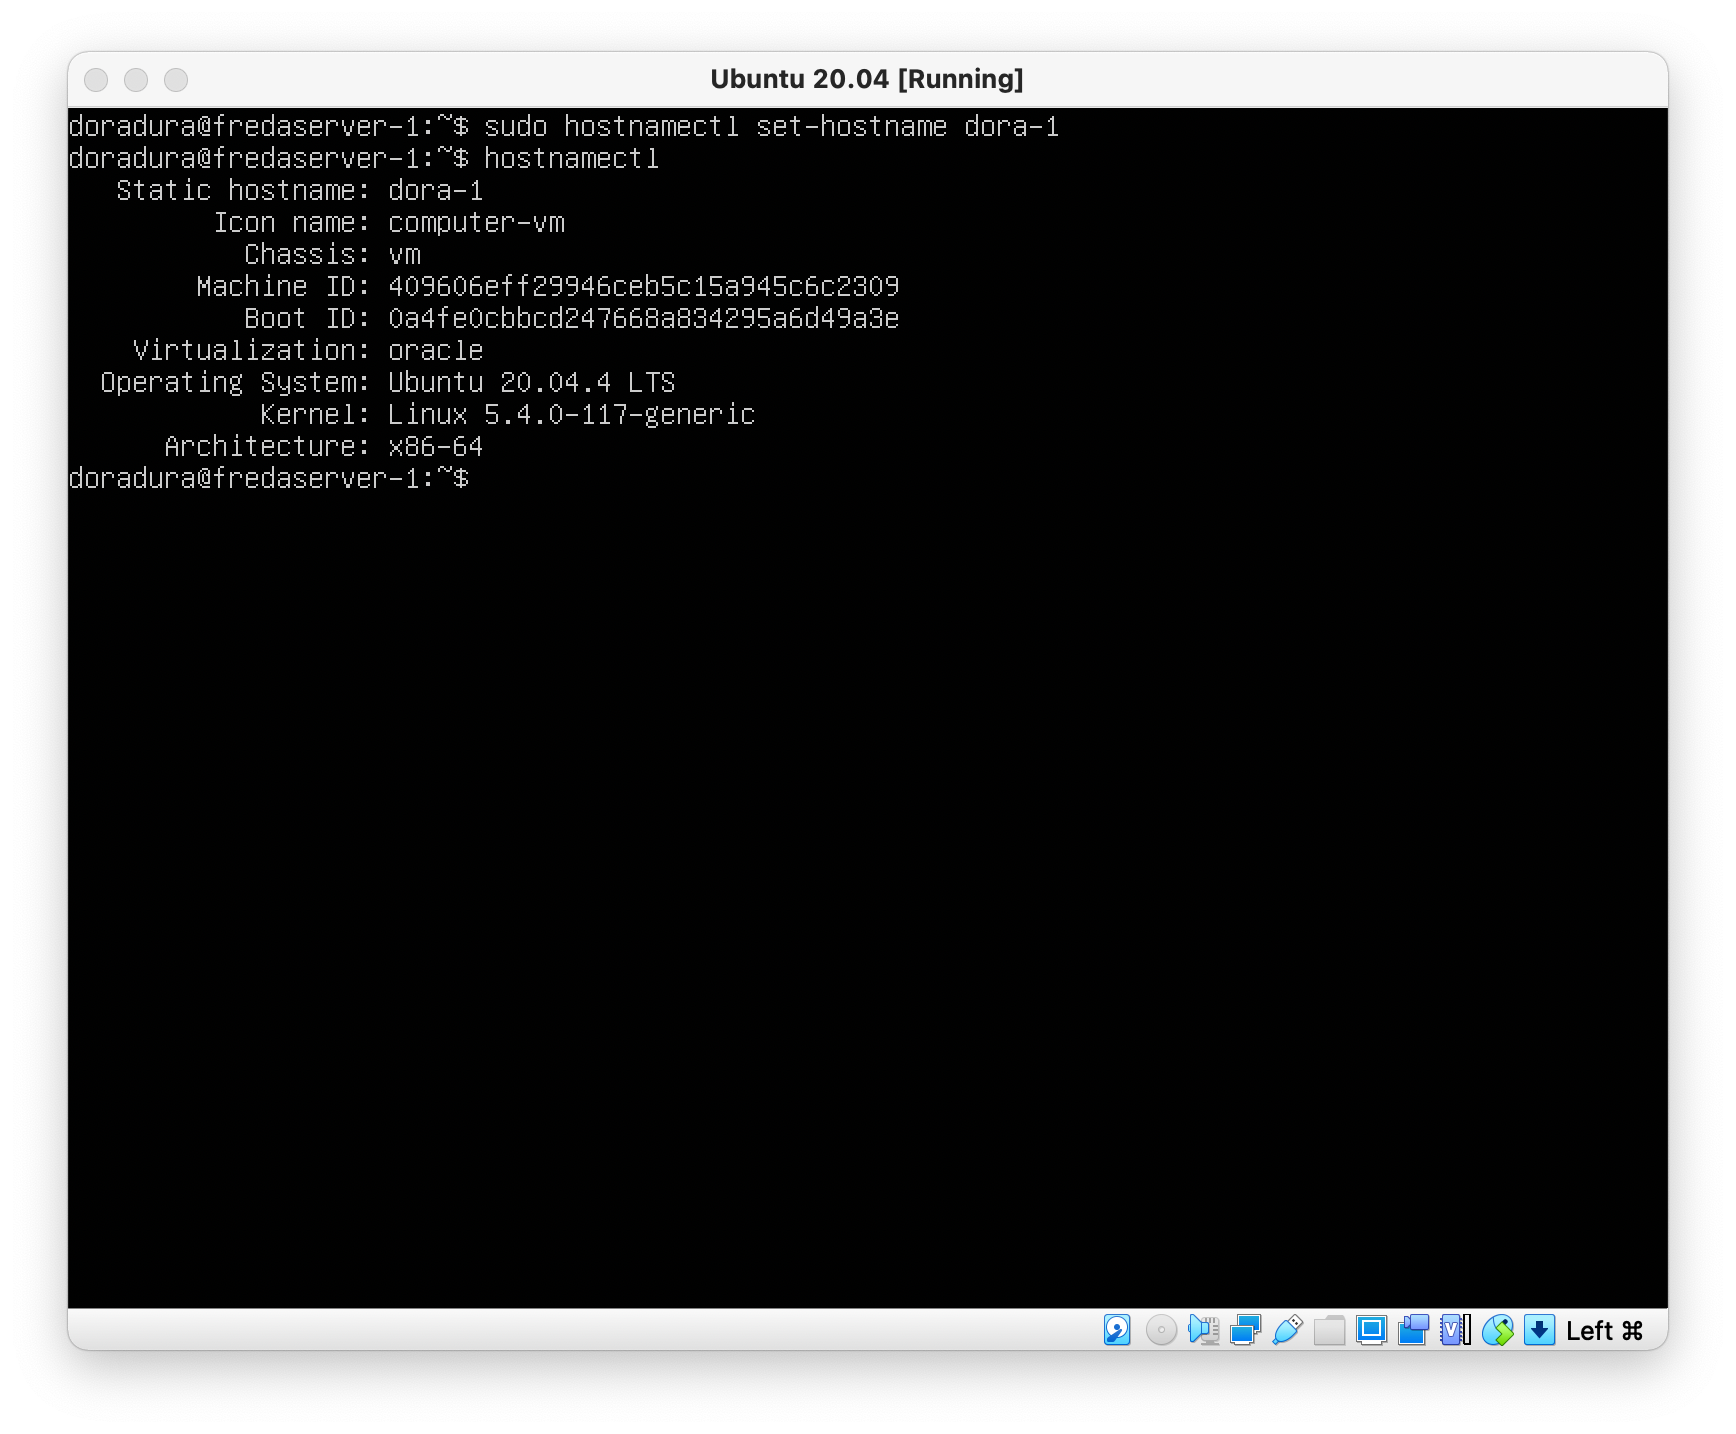 Ubuntu 20.04 [Running]
doradura@fredaserver-1:~$ sudo hostnamectl set-hostname dora-1
doradura@fredaserver-1:~$ hostnamectl
Static hostname: dora-1
Icon name: computer-vm
Chassis: vm
Machine ID: 409606eff29946ceb5c15a945c6c2309
Boot ID: 0a4fe0cbbcd247668a834295a6d49a3e
Virtualization: oracle
Operating System: Ubuntu 20.04.4 LTS
Kernel: Linux 5.4.0-117-generic
Architecture: x86-64
doradura@fredaserver-1:~$
Left ⌘